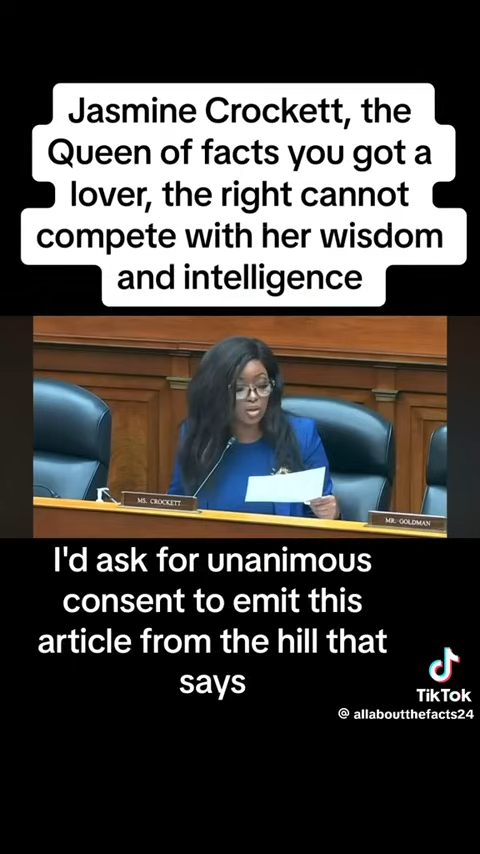 Jasmine Crockett, the
Queen of facts you got a
lover, the right cannot
compete with her wisdom
and intelligence
MS. CROCKETT
MR. GOLDMAN
I'd ask for unanimous
consent to emit this
article from the hill that
says
TikTok
@ allaboutthefacts24